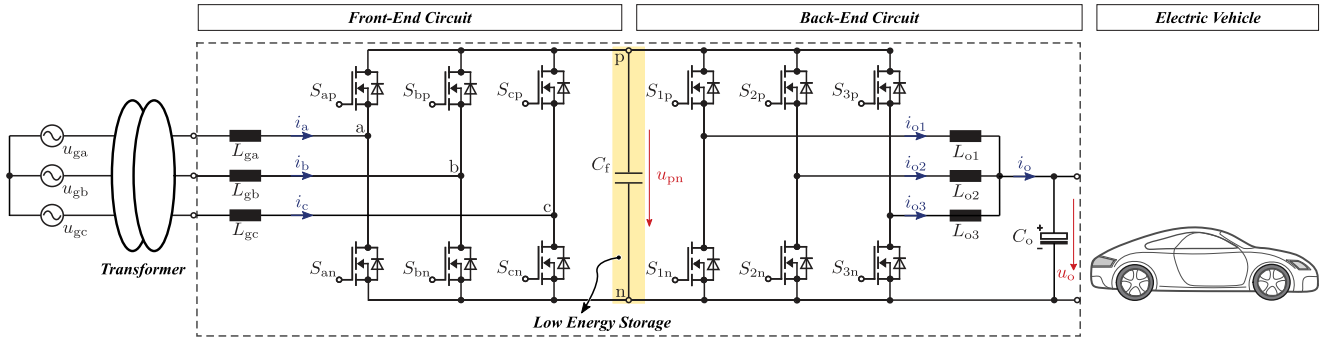 Front-End Circuit
Back-End Circuit
Electric Vehicle
p
S_ap
S_bp
S_cp
S_1p
S_2p
S_3p
u_ga
L_ga
i_a
a
u_gb
L_gb
i_b
b
u_gc
L_gc
i_c
c
C_f
u_pn
i_o1
L_o1
i_o2
L_o2
i_o
i_o3
L_o3
C_o
+
-
u_o
Transformer
S_an
S_bn
S_cn
S_1n
S_2n
S_3n
n
Low Energy Storage